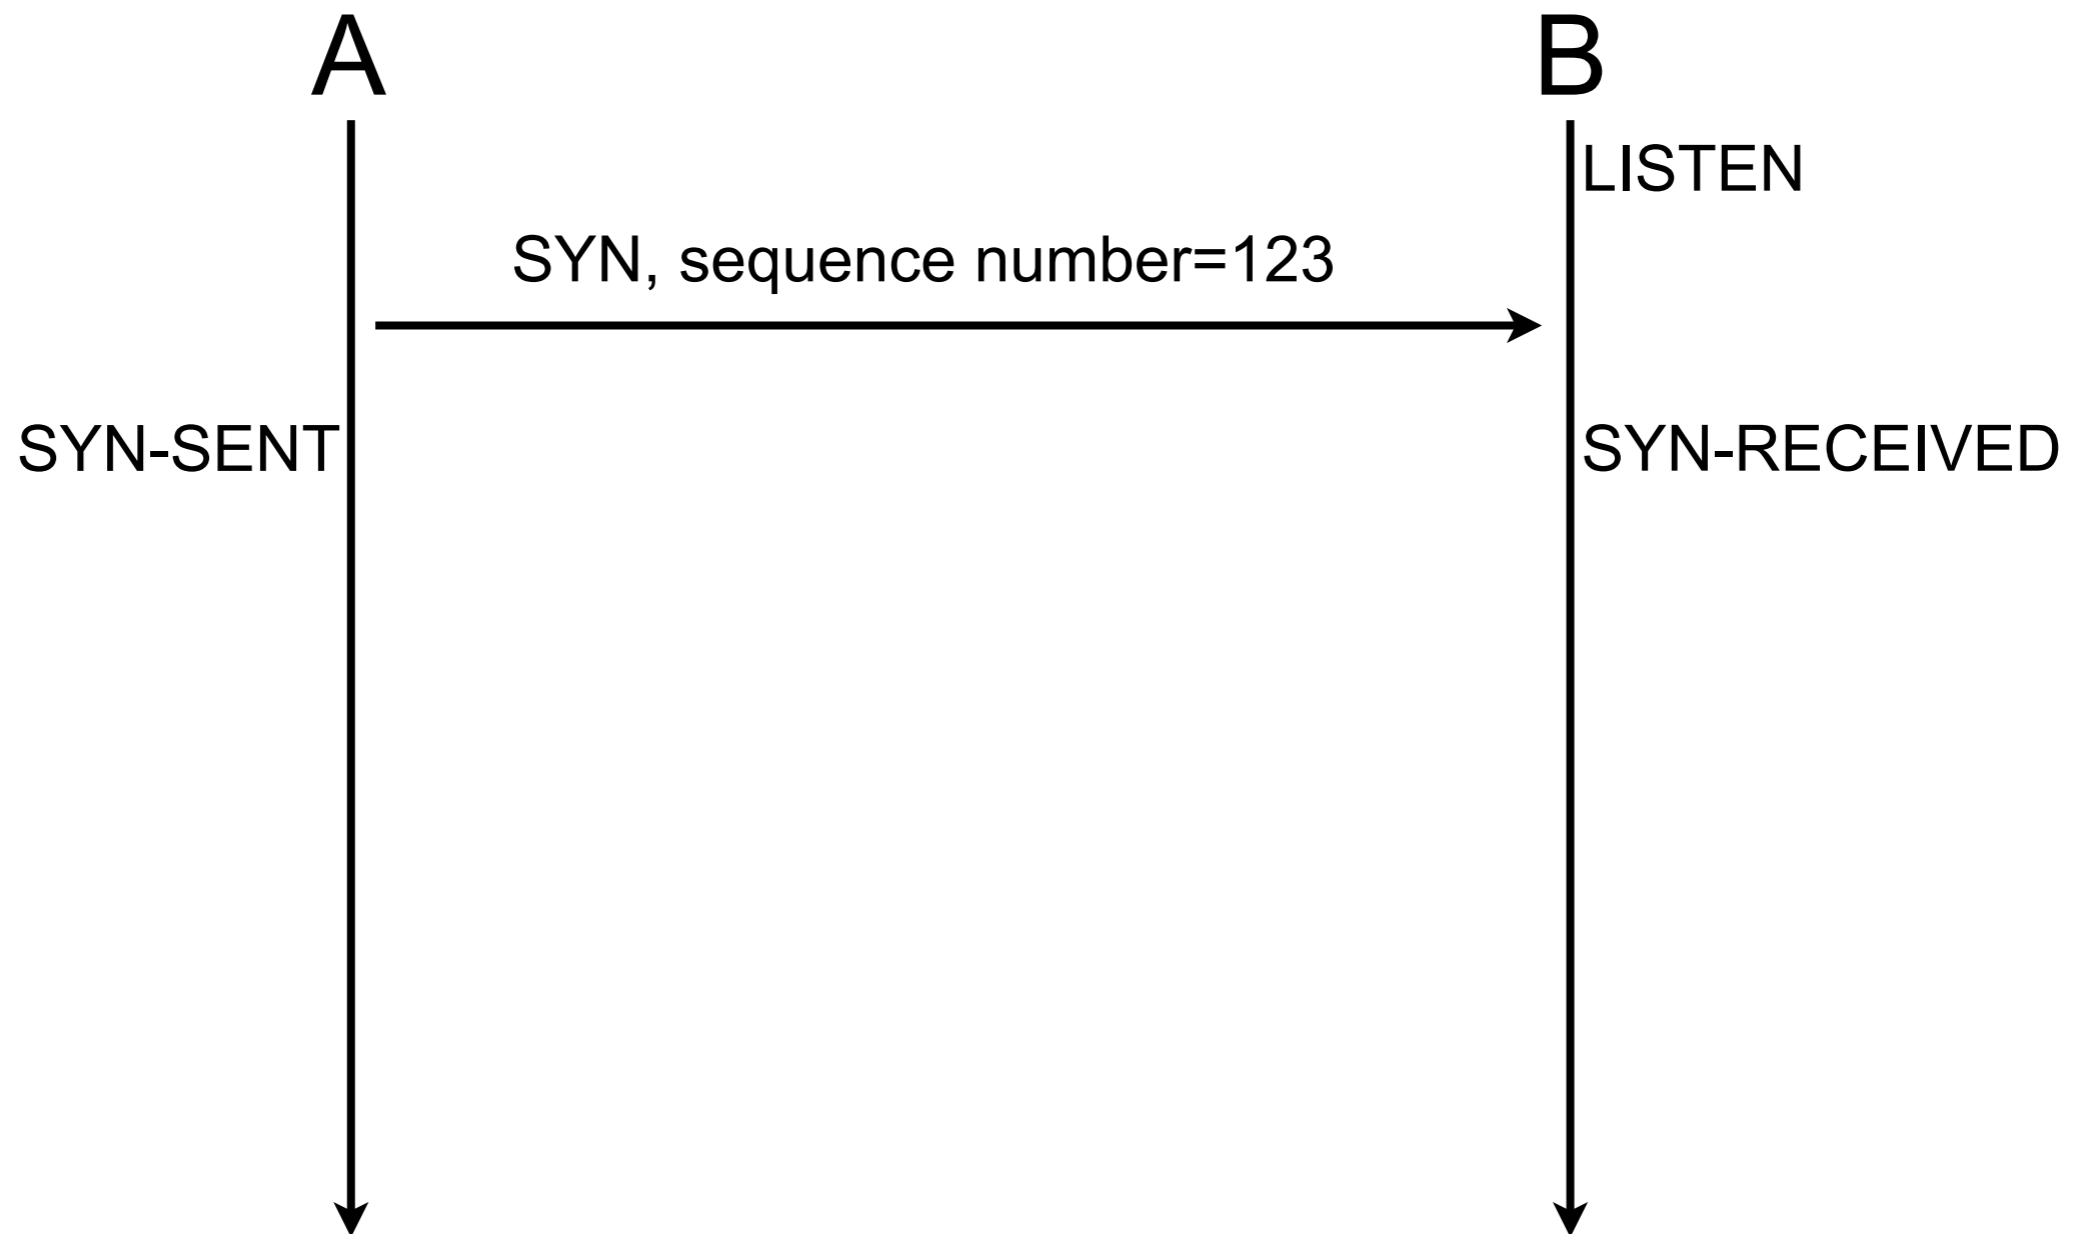 A
B
LISTEN
SYN, sequence number=123
SYN-SENT
SYN-RECEIVED